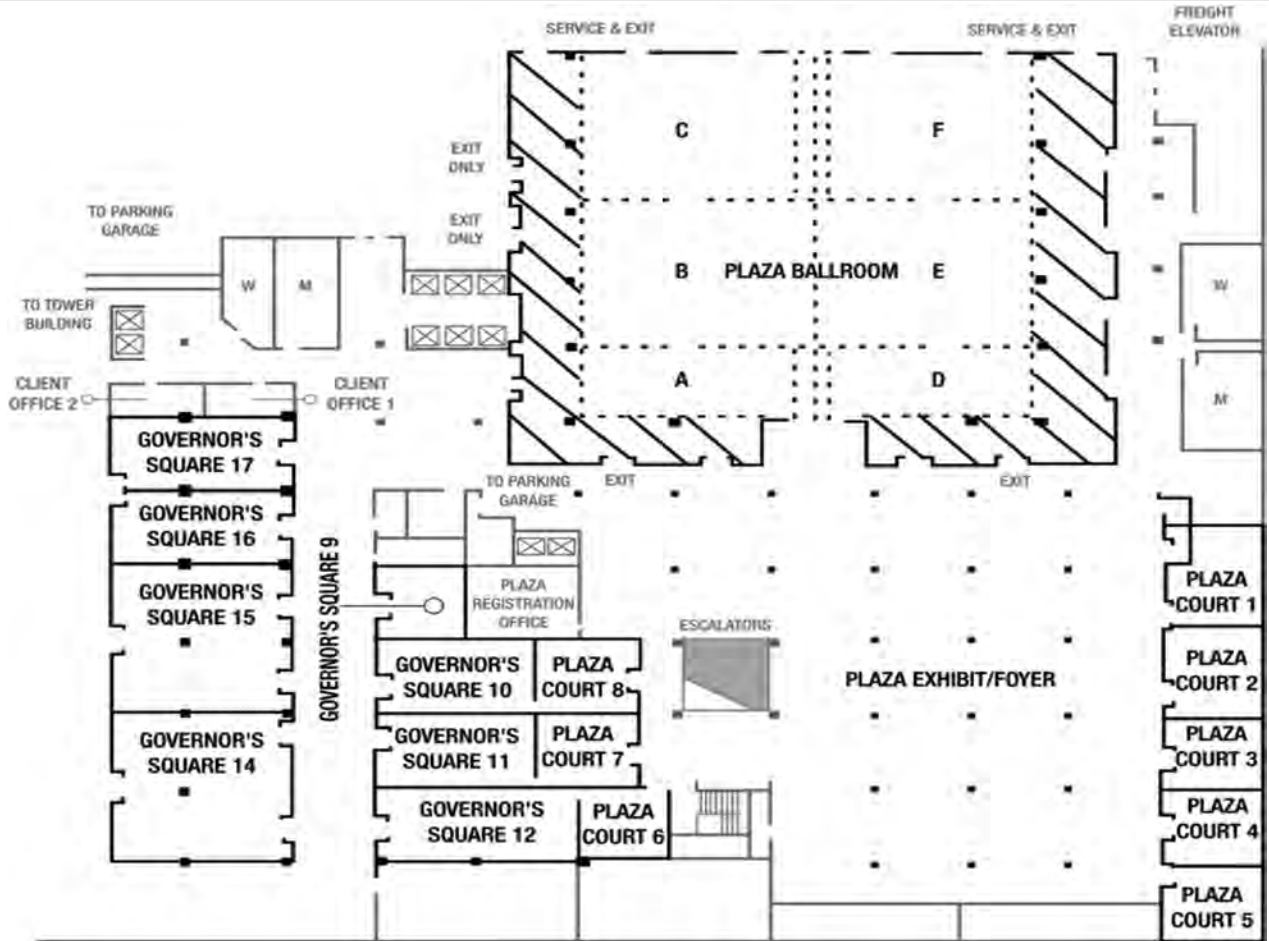 FREIGHT
ELEVATOR
SERVICE & EXIT
SERVICE & EXIT
C
F
EXIT
ONLY
TO PARKING
GARAGE
EXIT
ONLY
B
PLAZA BALLROOM
E
W
M
W
TO TOWER
BUILDING
A
D
CLIENT
OFFICE 2
CLIENT
OFFICE 1
M
GOVERNOR'S
SQUARE 17
TO PARKING
GARAGE
EXIT
EXIT
GOVERNOR'S
SQUARE 16
GOVERNOR'S SQUARE 9
GOVERNOR'S
SQUARE 15
PLAZA
REGISTRATION
OFFICE
PLAZA
COURT 1
ESCALATORS
GOVERNOR'S
SQUARE 10
PLAZA
COURT 8
PLAZA EXHIBIT/FOYER
PLAZA
COURT 2
GOVERNOR'S
SQUARE 14
GOVERNOR'S
SQUARE 11
PLAZA
COURT 7
PLAZA
COURT 3
GOVERNOR'S
SQUARE 12
PLAZA
COURT 6
PLAZA
COURT 4
PLAZA
COURT 5